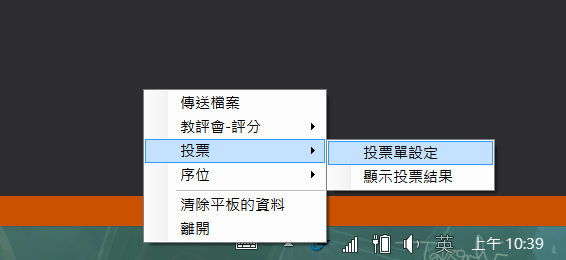 傳送檔案
教評會-評分
投票
序位
清除平板的資料
離開
投票單設定
顯示投票結果
英
上午 10:39